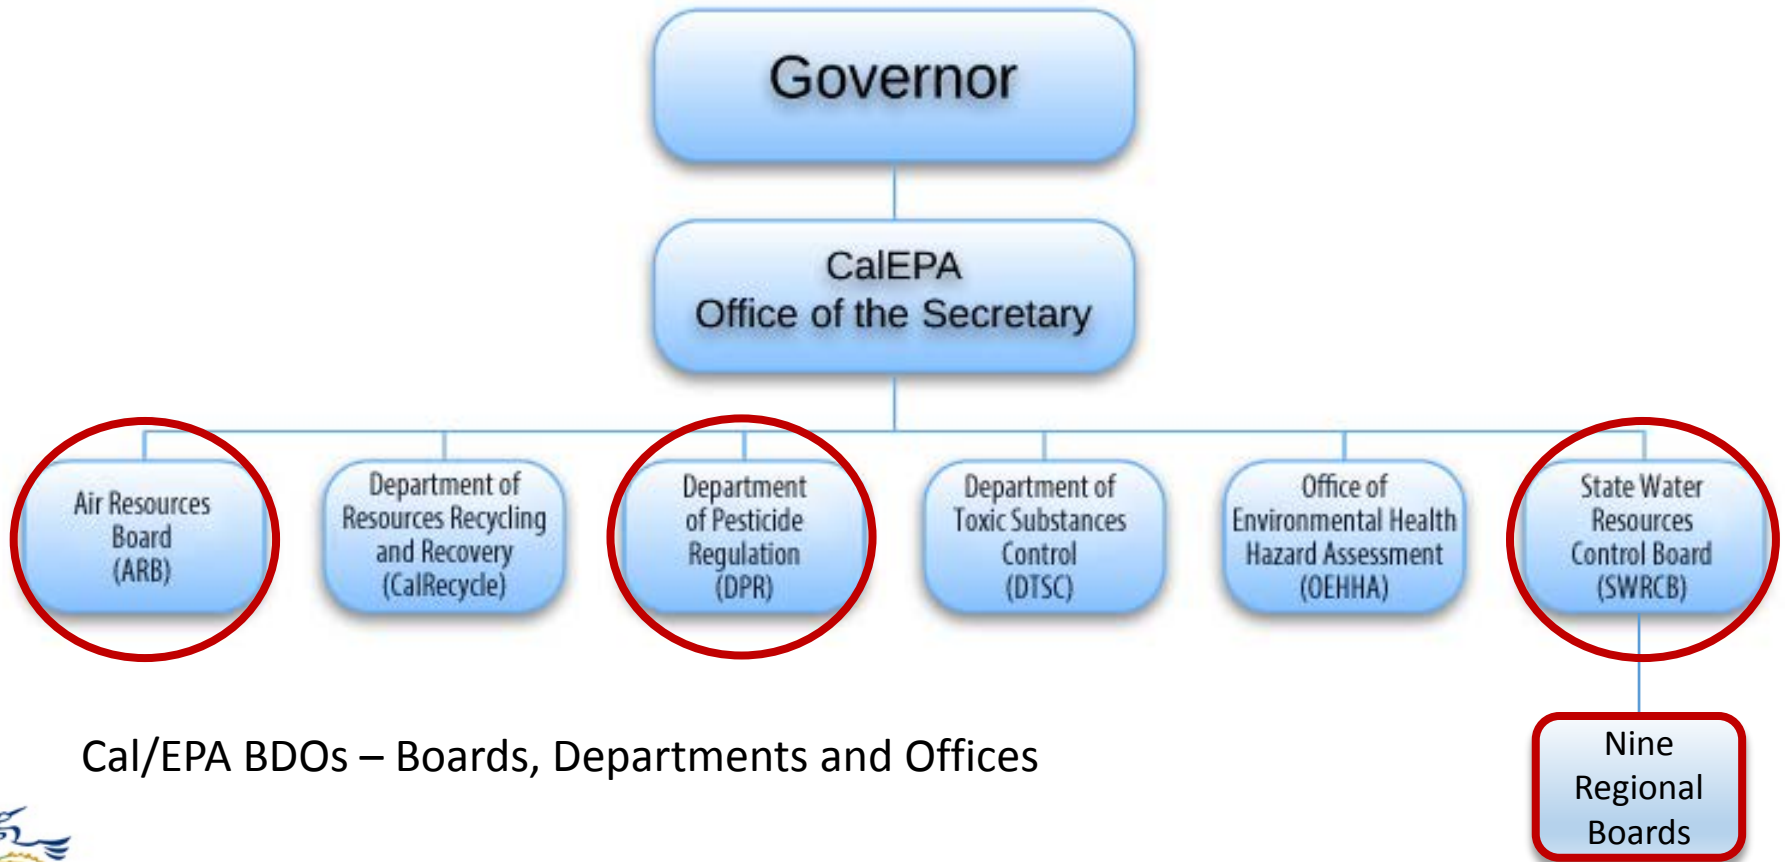 Governor
CalEPA
Office of the Secretary
Air Resources
Board
(ARB)
Department of
Resources Recycling
and Recovery
(CalRecycle)
Department
of Pesticide
Regulation
(DPR)
Department of
Toxic Substances
Control
(DTSC)
Office of
Environmental Health
Hazard Assessment
(OEHHA)
State Water
Resources
Control Board
(SWRCB)
Nine
Regional
Boards
Cal/EPA BDOs – Boards, Departments and Offices